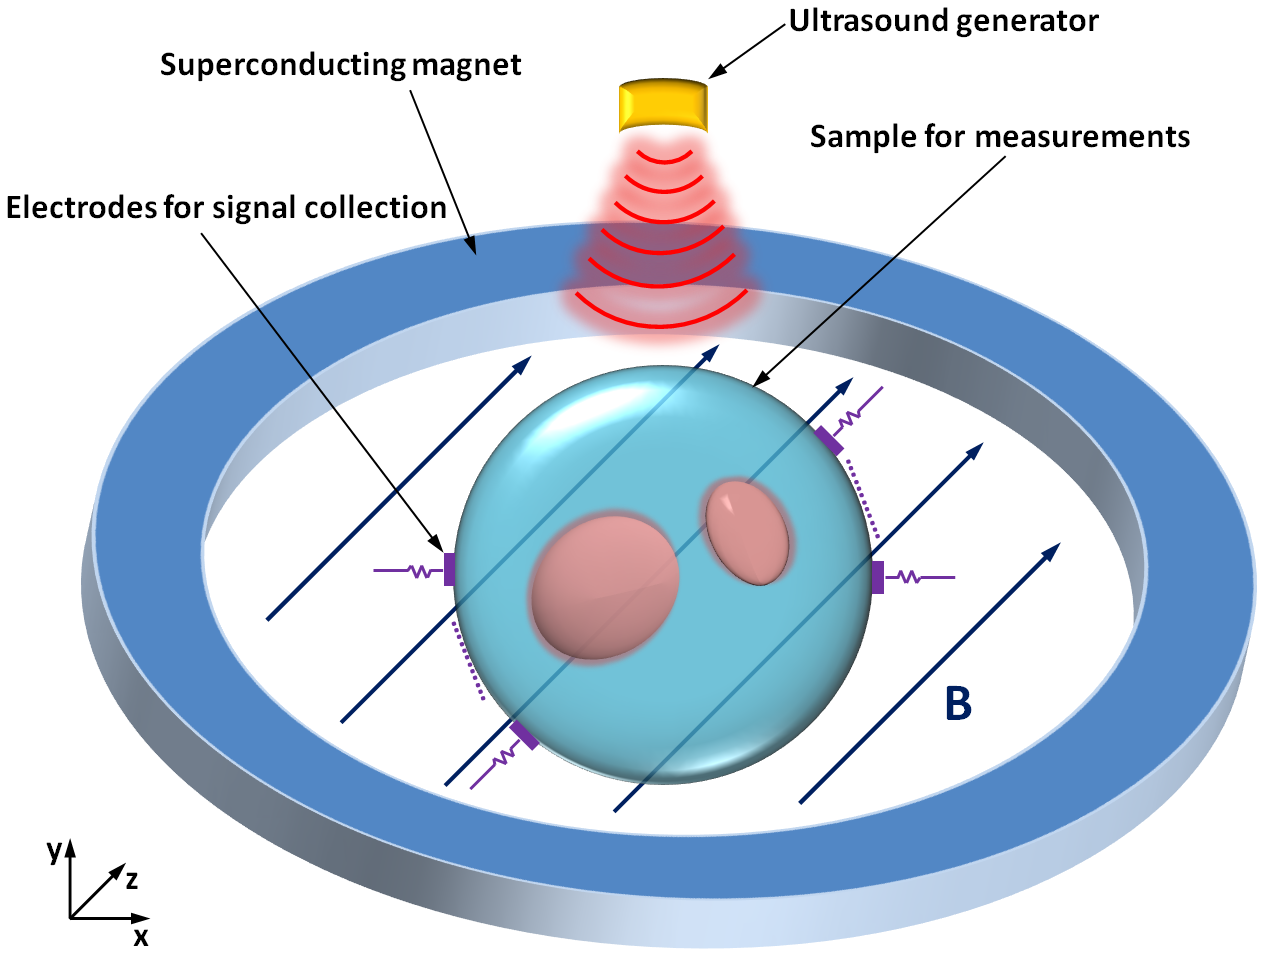 Ultrasound generator
Superconducting magnet
Sample for measurements
Electrodes for signal collection
B
y
z
x